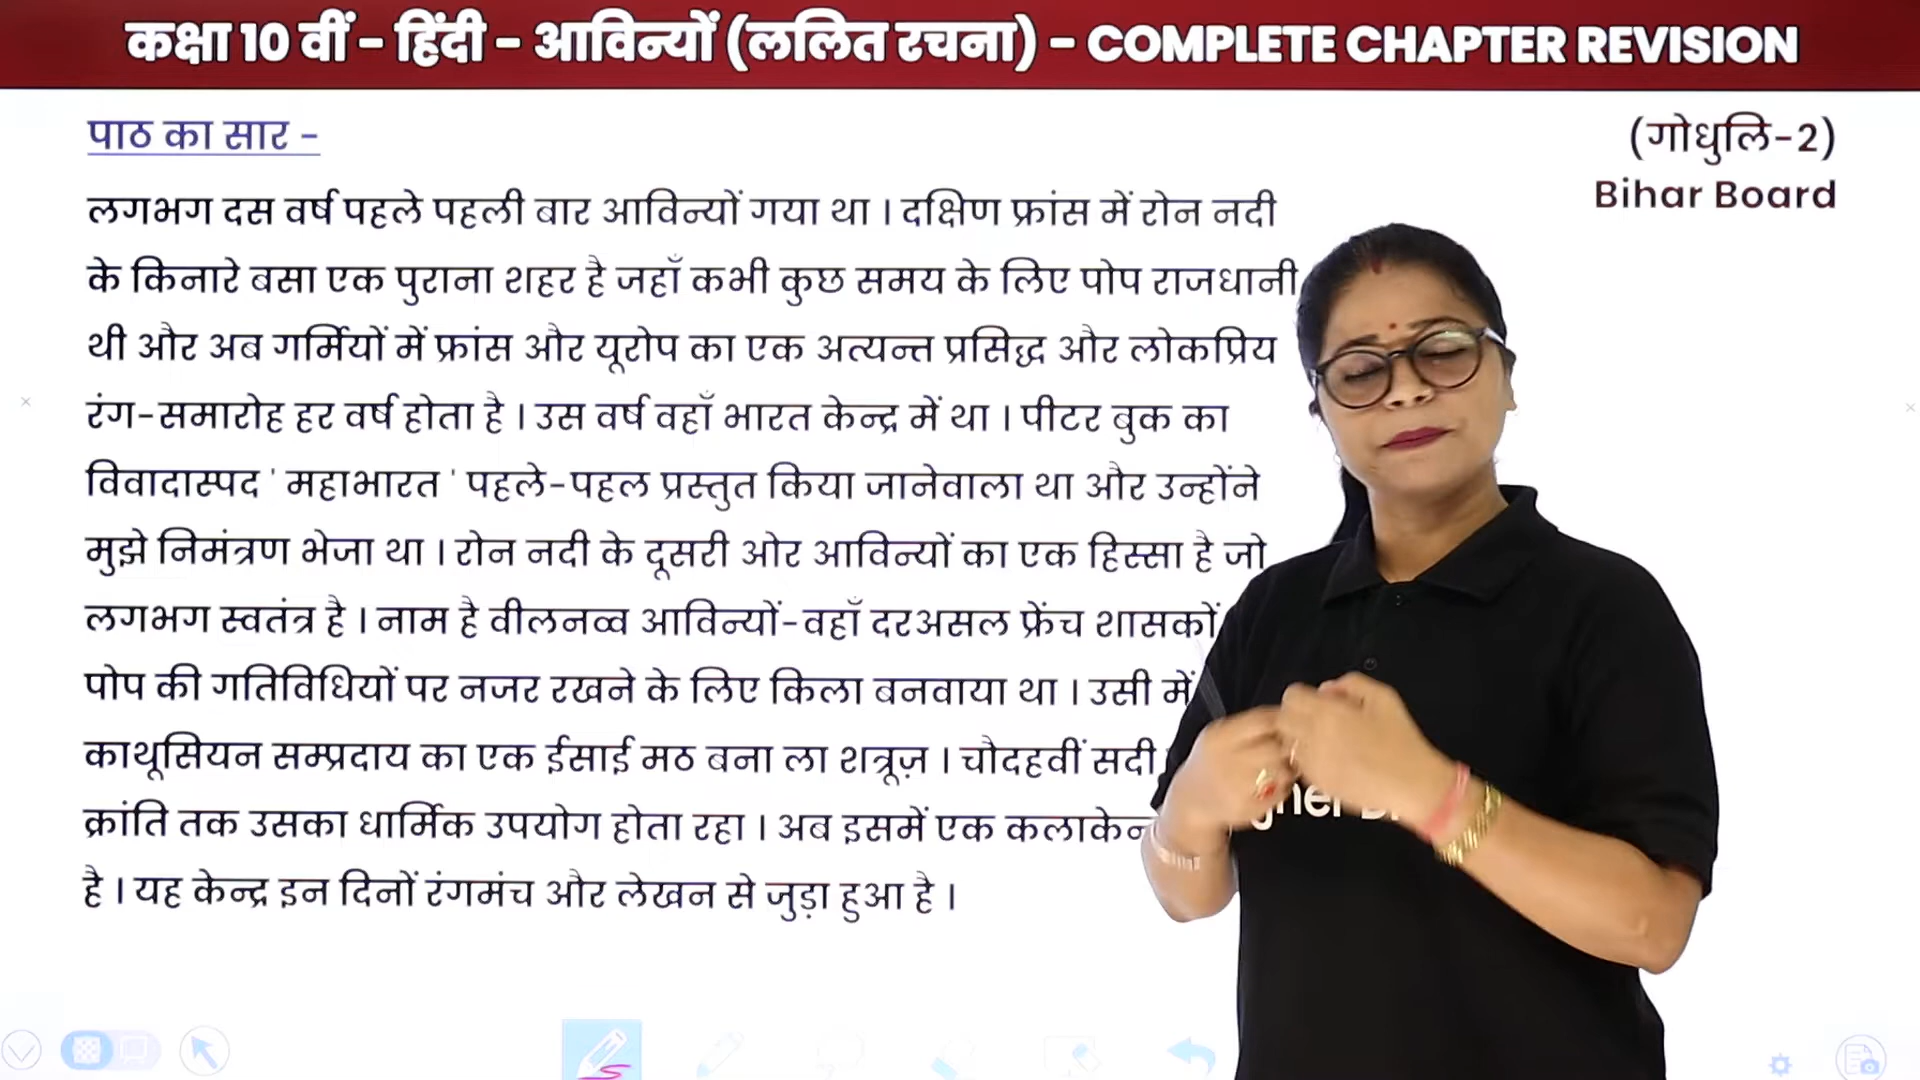 कक्षा 10 वीं - हिंदी - आविन्यों (ललित रचना) - COMPLETE CHAPTER REVISION
पाठ का सार -
(गोधुलि-2)
Bihar Board
लगभग दस वर्ष पहले पहली बार आविन्यों गया था । दक्षिण फ्रांस में रोन नदी
के किनारे बसा एक पुराना शहर है जहाँ कभी कुछ समय के लिए पोप राजधानी
थी और अब गर्मियों में फ्रांस और यूरोप का एक अत्यन्त प्रसिद्ध और लोकप्रिय
रंग-समारोह हर वर्ष होता है । उस वर्ष वहाँ भारत केन्द्र में था । पीटर बुक का
विवादास्पद ' महाभारत ' पहले-पहल प्रस्तुत किया जानेवाला था और उन्होंने
मुझे निमंत्रण भेजा था । रोन नदी के दूसरी ओर आविन्यों का एक हिस्सा है जो
लगभग स्वतंत्र है । नाम है वीलनव्व आविन्यों-वहाँ दरअसल फ्रेंच शासकों
पोप की गतिविधियों पर नजर रखने के लिए किला बनवाया था । उसी में
काथूसियन सम्प्रदाय का एक ईसाई मठ बना ला शत्रूज़ । चौदहवीं सदी
क्रांति तक उसका धार्मिक उपयोग होता रहा । अब इसमें एक
है । यह केन्द्र इन दिनों रंगमंच और लेखन से जुड़ा हुआ है ।